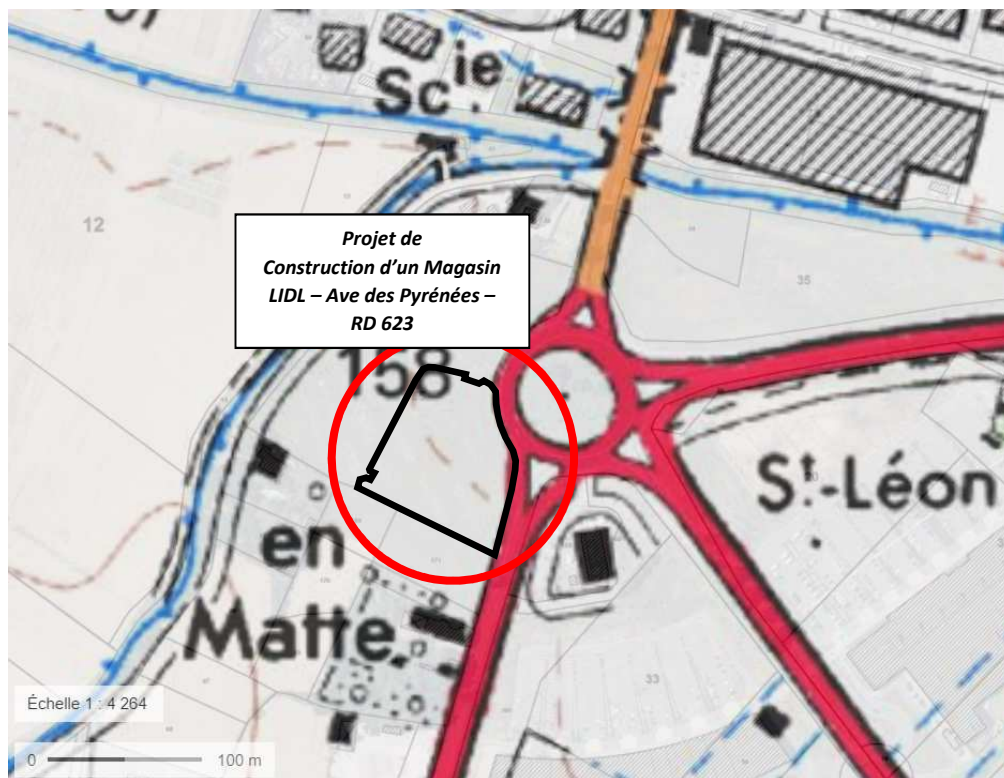 ie
Sc
12
Projet de
Construction d’un Magasin
LIDL – Ave des Pyrénées –
RD 623
35
158
St.-Léon
en
Matte
33
Échelle 1 : 4 264
0 100 m